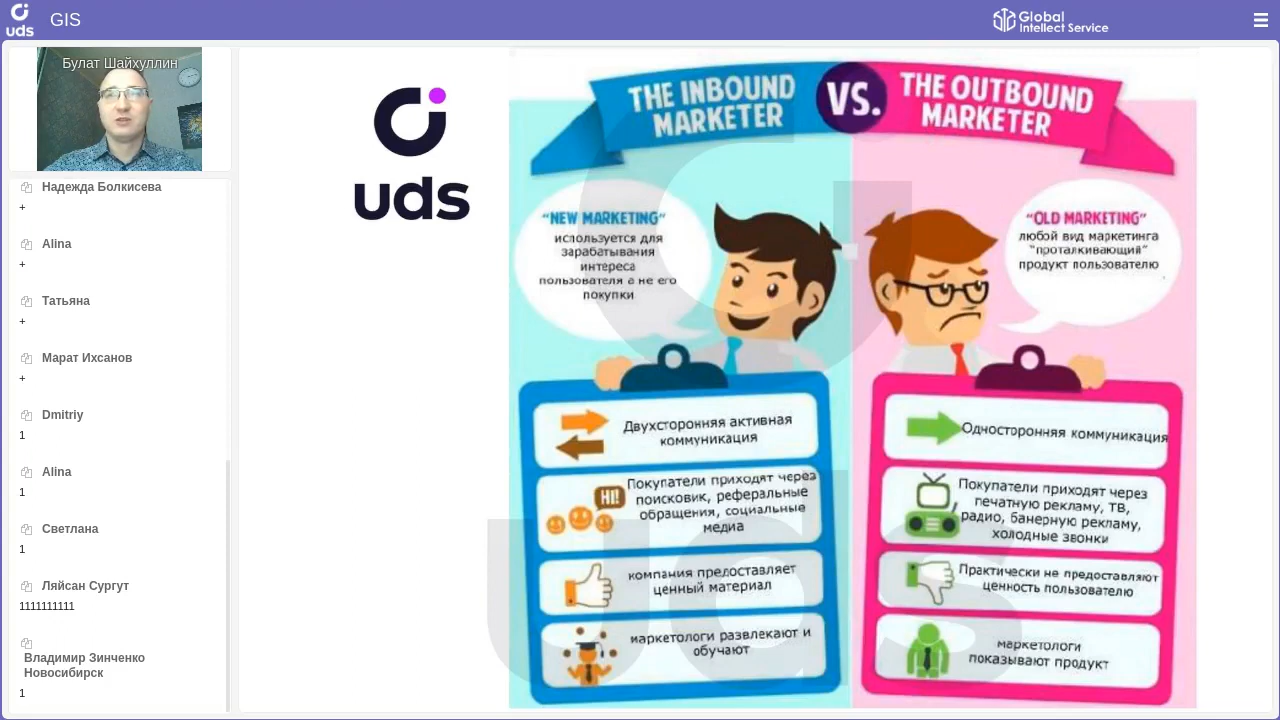 uds
GIS
Global
Intellect Service
Булат Шайхуллин
Надежда Болкисева
+
Alina
+
Татьяна
+
Марат Ихсанов
+
Dmitriy
1
Alina
1
Светлана
1
Ляйсан Сургут
1111111111
Владимир Зинченко
Новосибирск
1
uds
THE INBOUND
MARKETER
VS.
THE OUTBOUND
MARKETER
"NEW MARKETING"
используется для
зарабатывания
интереса
пользователя а не его
покупки
"OLD MARKETING"
любой вид маркетинга
"проталкивающий"
продукт пользователю
Двухсторонняя активная
коммуникация
HI!
Покупатели приходят через
поисковик, реферальные
обращения, социальные
медиа
компания предоставляет
ценный материал
маркетологи развлекают и
обучают
Односторонняя коммуникация
Покупатели приходят через
печатную рекламу, ТВ,
радио, банерную рекламу,
холодные звонки
Практически не предоставляют
ценность пользователю
маркетологи
показывают продукт
uds